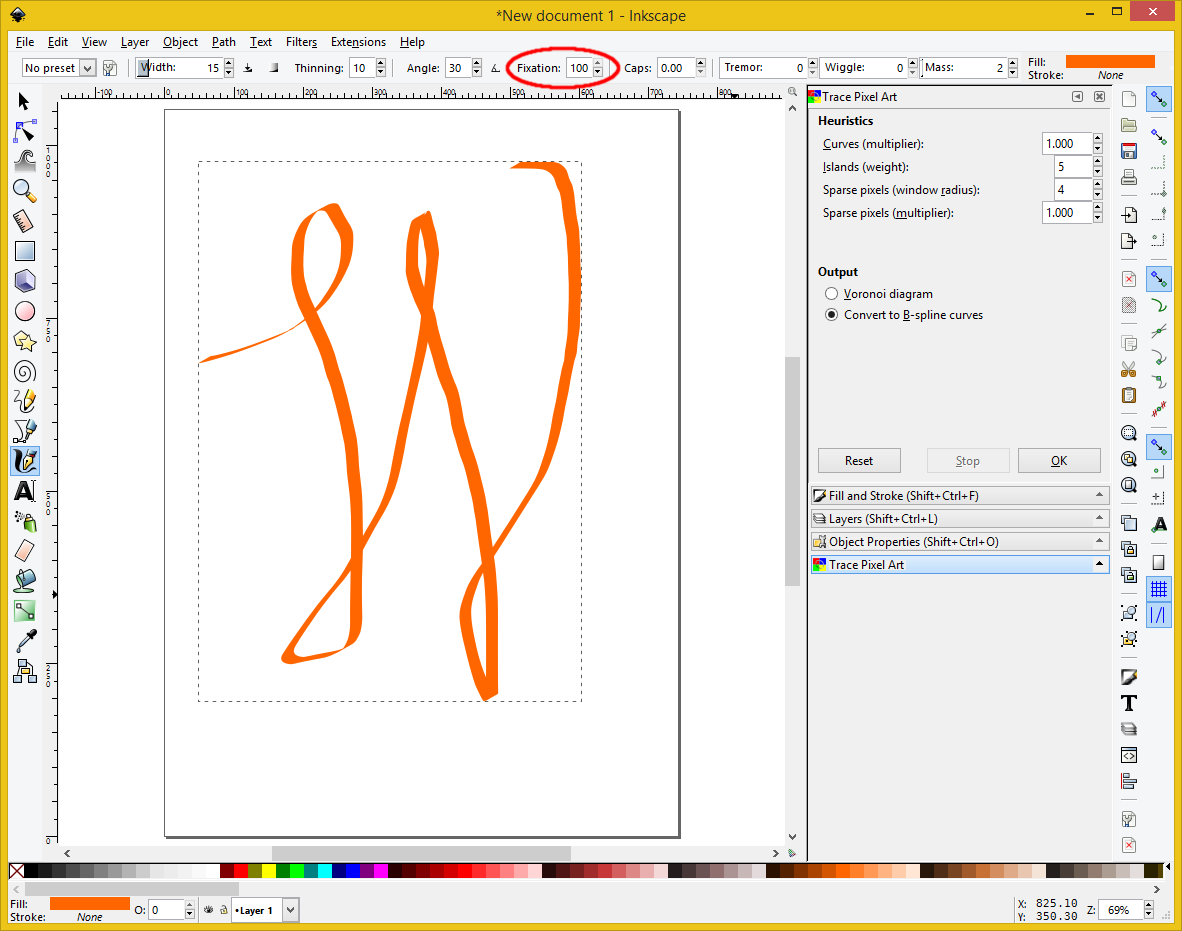 *New document 1 - Inkscape
File Edit View Layer Object Path Text Filters Extensions Help
No preset Width: 15 Thinning: 10 Angle: 30 Fixation: 100 Caps: 0.00 Tremor: 0 Wiggle: 0 Mass: 2 Fill: Stroke: None
-100 0 100 200 300 400 500 600 700 800
1000
750
500
250
0
Trace Pixel Art
Heuristics
Curves (multiplier): 1.000
Islands (weight): 5
Sparse pixels (window radius): 4
Sparse pixels (multiplier): 1.000
Output
Voronoi diagram
Convert to B-spline curves
Reset Stop OK
Fill and Stroke (Shift+Ctrl+F)
Layers (Shift+Ctrl+L)
Object Properties (Shift+Ctrl+O)
Trace Pixel Art
Fill:
Stroke: None
O: 0
•Layer 1
X: 825.10
Y: 350.30
Z: 69%